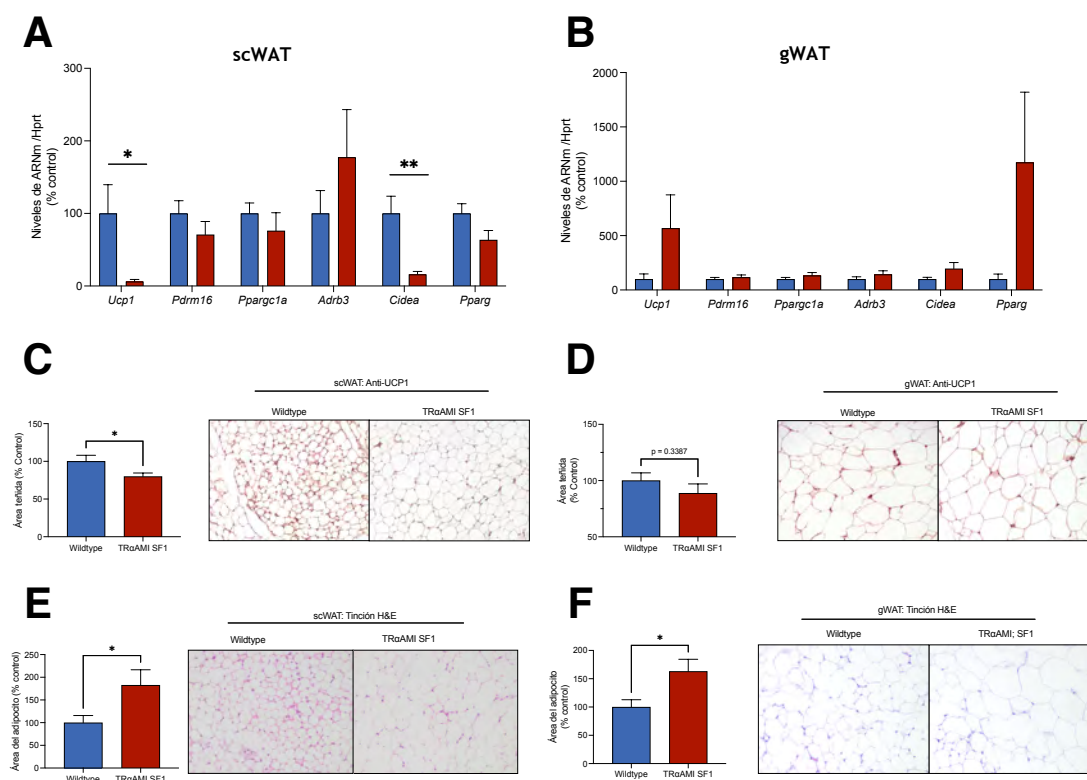 A
scWAT
Niveles de ARNm /Hprt
(% control)
300
200
100
0
*
**
Ucp1
Pdrm16
Ppargc1a
Adrb3
Cidea
Pparg
B
gWAT
Niveles de ARNm /Hprt
(% control)
2000
1500
1000
500
0
Ucp1
Pdrm16
Ppargc1a
Adrb3
Cidea
Pparg
C
scWAT: Anti-UCP1
Wildtype
TRαAMI SF1
Área teñida (% Control)
150
100
50
0
*
Wildtype
TRαAMI SF1
D
gWAT: Anti-UCP1
Wildtype
TRαAMI SF1
Área teñida
(% Control)
150
100
50
p = 0.3387
Wildtype
TRαAMI SF1
E
scWAT: Tinción H&E
Wildtype
TRαAMI SF1
Área del adipocito (% control)
250
200
150
100
50
0
*
Wildtype
TRαAMI SF1
F
gWAT: Tinción H&E
Wildtype
TRαAMI; SF1
Área del adipocito
(% control)
200
150
100
50
0
*
Wildtype
TRαAMI SF1